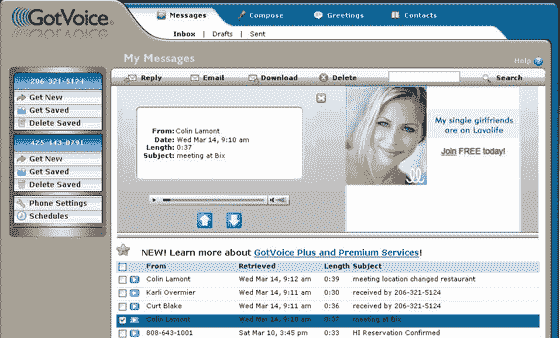 GotVoice
Messages Compose Greetings Contacts
Inbox | Drafts | Sent
My Messages
Help
206-321-5124
Get New
Get Saved
Delete Saved
425-443-0791
Get New
Get Saved
Delete Saved
Phone Settings
Schedules
Reply Email Download Delete Search
From: Colin Lamont
Date: Wed Mar 14, 9:10 am
Length: 0:37
Subject: meeting at Bix
My single girlfriends
are on Lavalife
Join FREE today!
NEW! Learn more about GotVoice Plus and Premium Services!
From Retrieved Length Subject
Colin Lamont Wed Mar 14, 9:12 am 0:39 meeting location changed restaurant
Karli Overmier Wed Mar 14, 9:11 am 0:30 received by 206-321-5124
Curt Blake Wed Mar 14, 9:11 am 0:36 received by 206-321-5124
Colin Lamont Wed Mar 14, 9:10 am 0:37 meeting at Bix
808-643-1001 Sat Mar 10, 3:45 pm 0:33 HI Reservation Confirmed